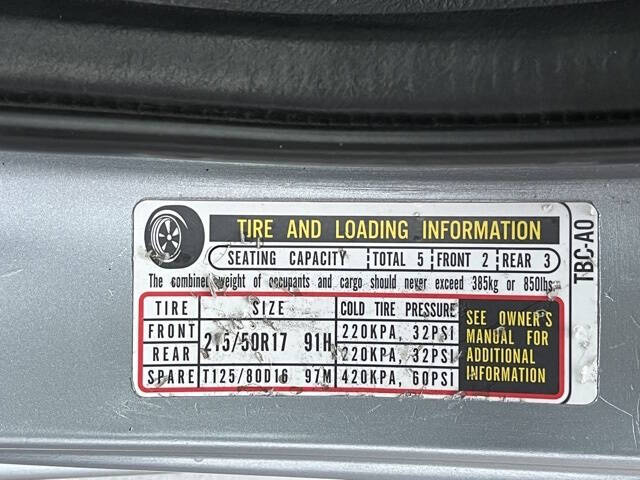 TIRE AND LOADING INFORMATION
SEATING CAPACITY TOTAL 5 FRONT 2 REAR 3
The combined weight of occupants and cargo should never exceed 385kg or 850lbs.
TIRE SIZE COLD TIRE PRESSURE
FRONT 215/50R17 91H 220KPA, 32PSI
REAR 220KPA, 32PSI
SPARE T125/80D16 97M 420KPA, 60PSI
SEE OWNER'S
MANUAL FOR
ADDITIONAL
INFORMATION
TBC-A0